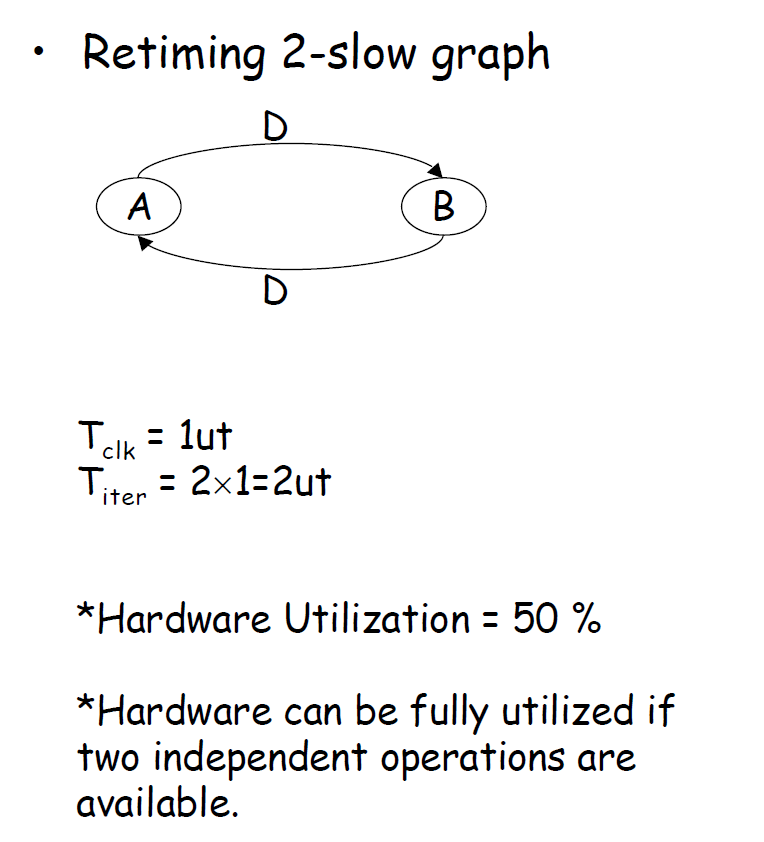 • Retiming 2-slow graph
D
A B
D
Tclk = 1ut
Titer = 2×1=2ut
*Hardware Utilization = 50 %
*Hardware can be fully utilized if
two independent operations are
available.